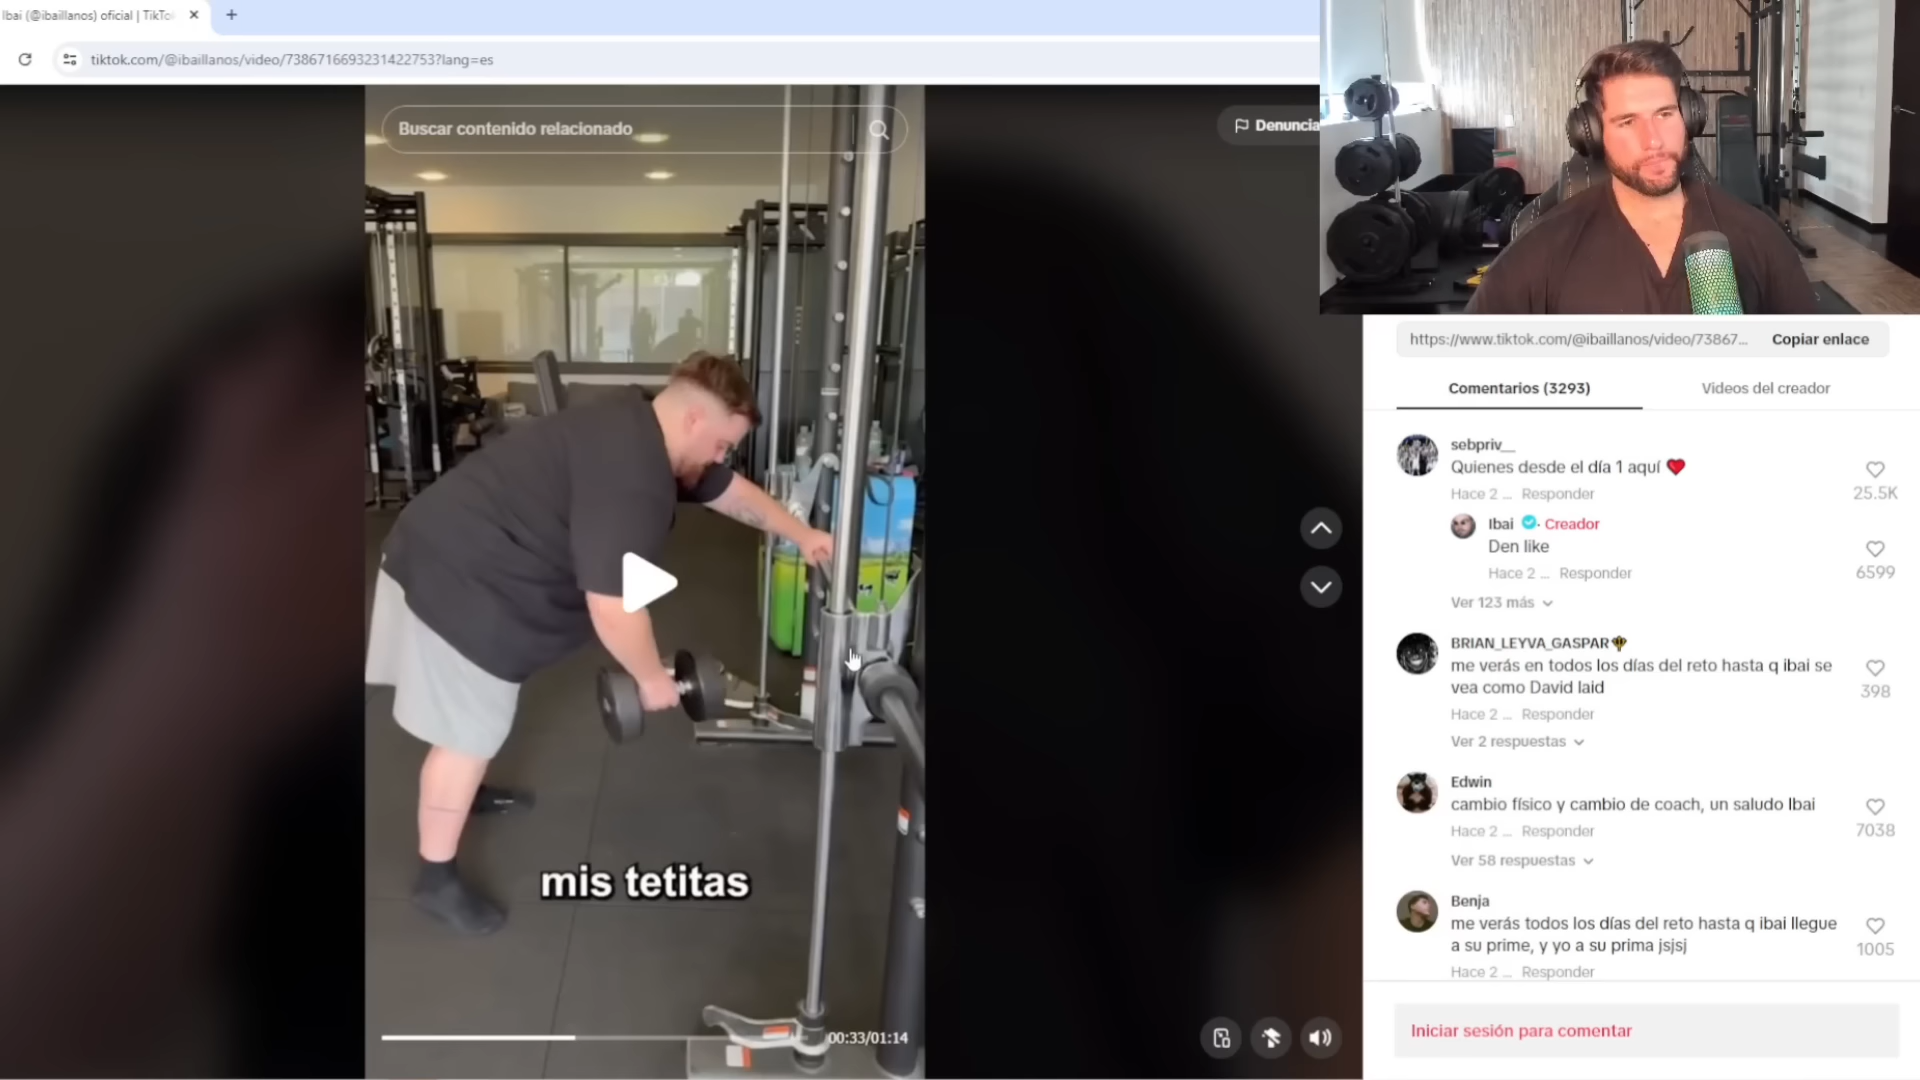 Ibai (@ibaillanos) oficial | TikTo
tiktok.com/@ibaillanos/video/7386716693231422753?lang=es
Buscar contenido relacionado
Denuncia
mis tetitas
00:33/01:14
https://www.tiktok.com/@ibaillanos/video/73867...
Copiar enlace
Comentarios (3293)
Videos del creador
sebpriv__
Quienes desde el día 1 aquí ❤️
Hace 2 ... Responder
25.5K
Ibai · Creador
Den like
Hace 2 ... Responder
6599
Ver 123 más
BRIAN_LEYVA_GASPAR
me verás en todos los días del reto hasta q ibai se
vea como David laid
Hace 2 ... Responder
398
Ver 2 respuestas
Edwin
cambio físico y cambio de coach, un saludo Ibai
Hace 2 ... Responder
7038
Ver 58 respuestas
Benja
me verás todos los días del reto hasta q ibai llegue
a su prime, y yo a su prima jsjsj
Hace 2 ... Responder
1005
Iniciar sesión para comentar